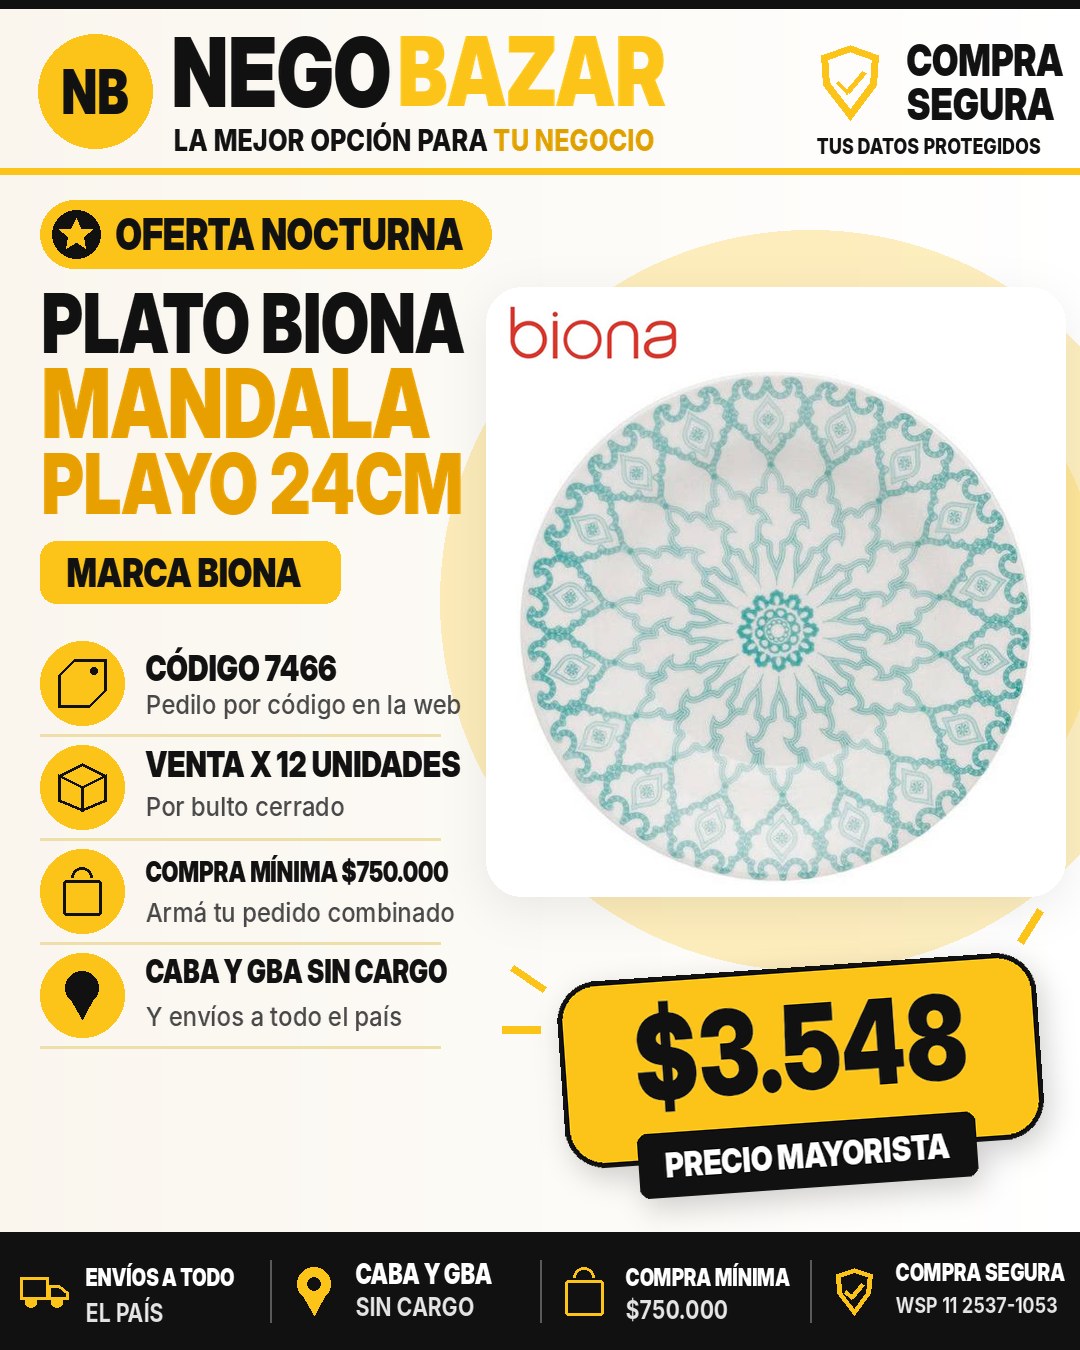 NB
NEGO BAZAR
LA MEJOR OPCIÓN PARA TU NEGOCIO
COMPRA
SEGURA
TUS DATOS PROTEGIDOS
OFERTA NOCTURNA
PLATO BIONA
MANDALA
PLAYO 24CM
MARCA BIONA
CÓDIGO 7466
Pedilo por código en la web
VENTA X 12 UNIDADES
Por bulto cerrado
COMPRA MÍNIMA $750.000
Armá tu pedido combinado
CABA Y GBA SIN CARGO
Y envíos a todo el país
biona
$3.548
PRECIO MAYORISTA
ENVÍOS A TODO
EL PAÍS
CABA Y GBA
SIN CARGO
COMPRA MÍNIMA
$750.000
COMPRA SEGURA
WSP 11 2537-1053